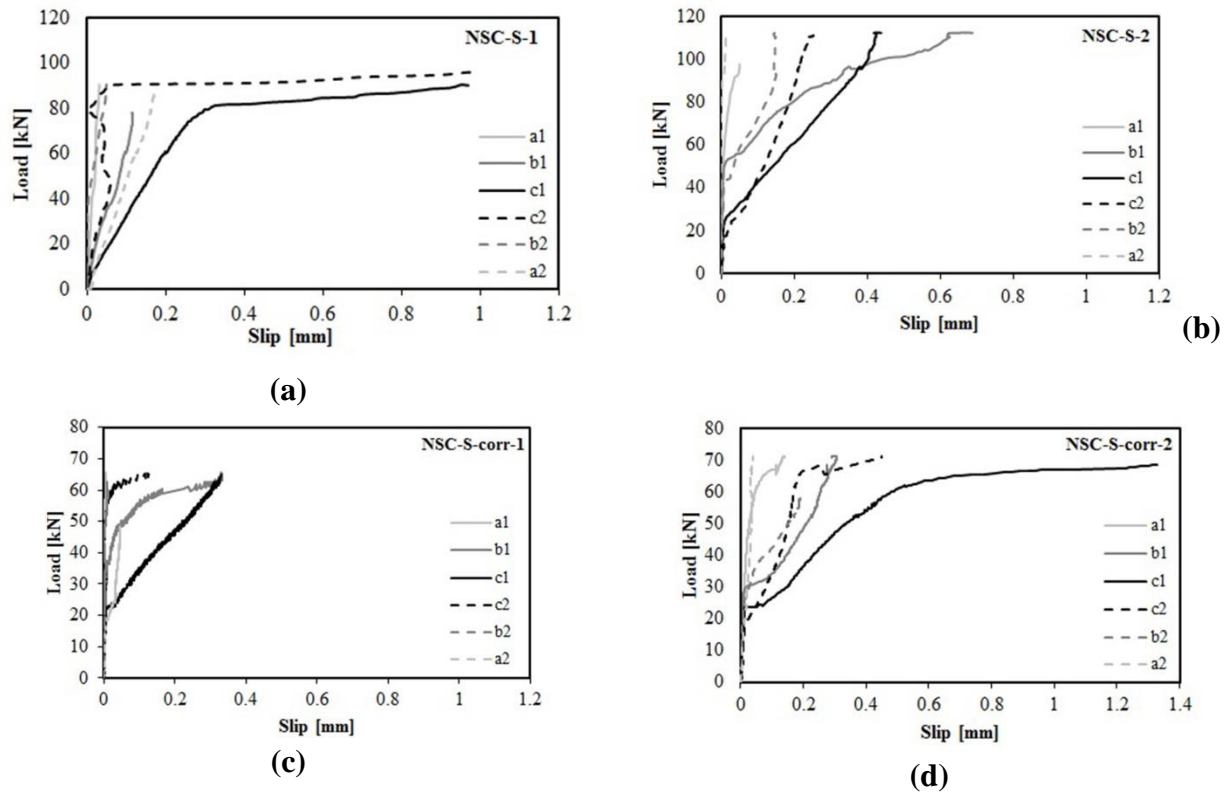 NSC-S-1
Load [kN]
120
100
80
60
40
20
0
0 0.2 0.4 0.6 0.8 1 1.2
Slip [mm]
a1
b1
c1
c2
b2
a2
(a)
NSC-S-2
Load [kN]
120
100
80
60
40
20
0
0 0.2 0.4 0.6 0.8 1 1.2
Slip [mm]
a1
b1
c1
c2
b2
a2
(b)
NSC-S-corr-1
Load [kN]
80
70
60
50
40
30
20
10
0
0 0.2 0.4 0.6 0.8 1 1.2
Slip [mm]
a1
b1
c1
c2
b2
a2
(c)
NSC-S-corr-2
Load [kN]
80
70
60
50
40
30
20
10
0
0 0.2 0.4 0.6 0.8 1 1.2 1.4
Slip [mm]
a1
b1
c1
c2
b2
a2
(d)